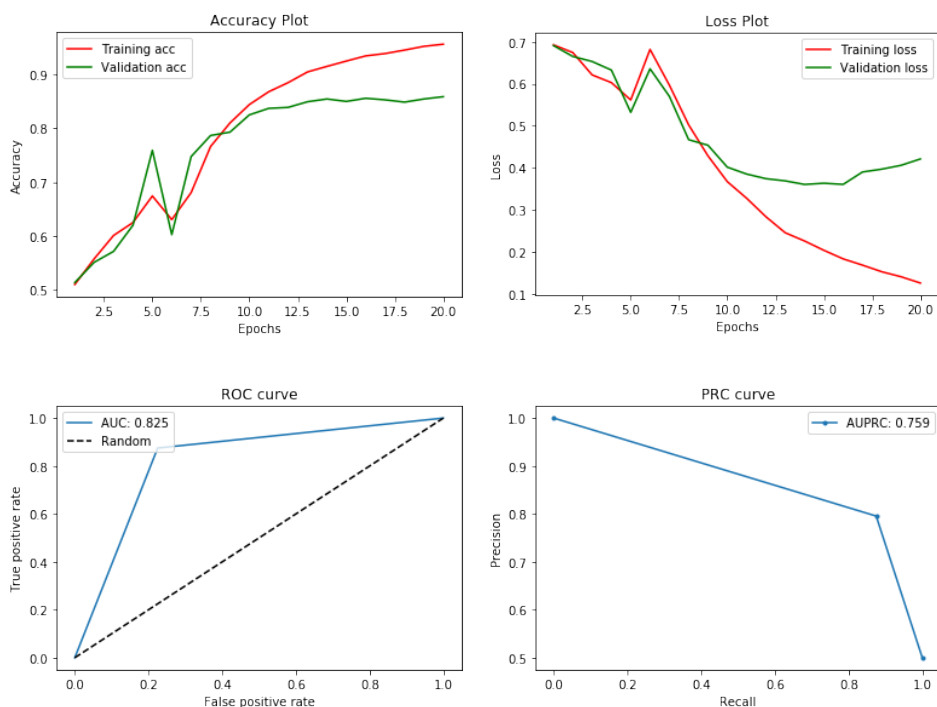 Accuracy Plot
Training acc
Validation acc
Accuracy
0.9
0.8
0.7
0.6
0.5
2.5 5.0 7.5 10.0 12.5 15.0 17.5 20.0
Epochs
Loss Plot
Training loss
Validation loss
Loss
0.7
0.6
0.5
0.4
0.3
0.2
0.1
2.5 5.0 7.5 10.0 12.5 15.0 17.5 20.0
Epochs
ROC curve
AUC: 0.825
Random
True positive rate
1.0
0.8
0.6
0.4
0.2
0.0
0.0 0.2 0.4 0.6 0.8 1.0
False positive rate
PRC curve
AUPRC: 0.759
Precision
1.0
0.9
0.8
0.7
0.6
0.5
0.0 0.2 0.4 0.6 0.8 1.0
Recall